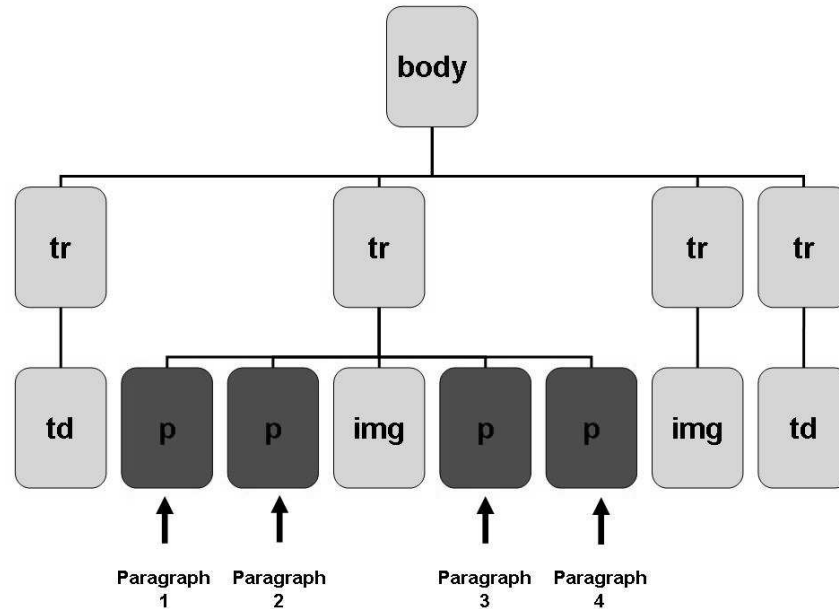 body
tr tr tr tr
td p p img p p img td
Paragraph Paragraph Paragraph Paragraph
1 2 3 4